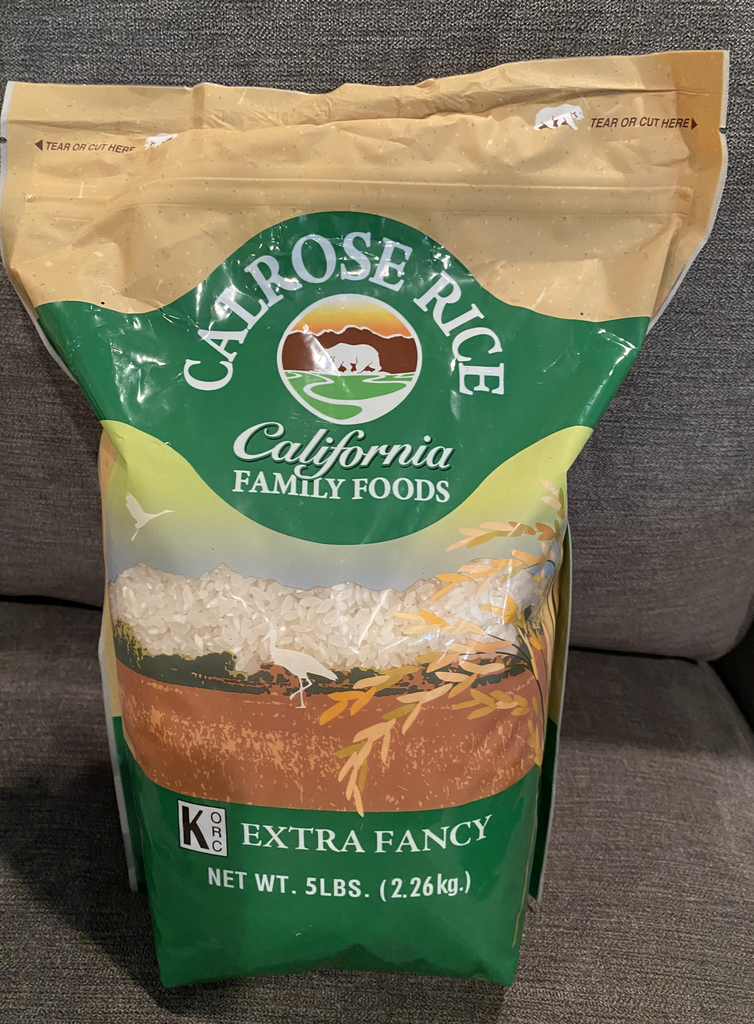 TEAR OR CUT HERE
TEAR OR CUT HERE
CALROSE RICE
California
FAMILY FOODS
K ORC
EXTRA FANCY
NET WT. 5LBS. (2.26kg.)